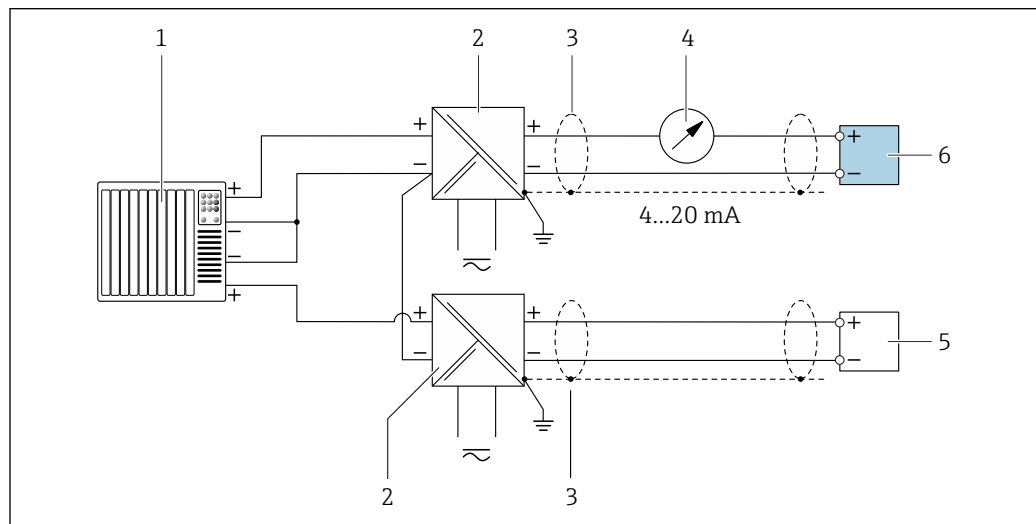 1 2 3 4
+ + 
+ − − + 6
+ − −
− 4...20 mA
−
+ + + + 5
− − −
2 3